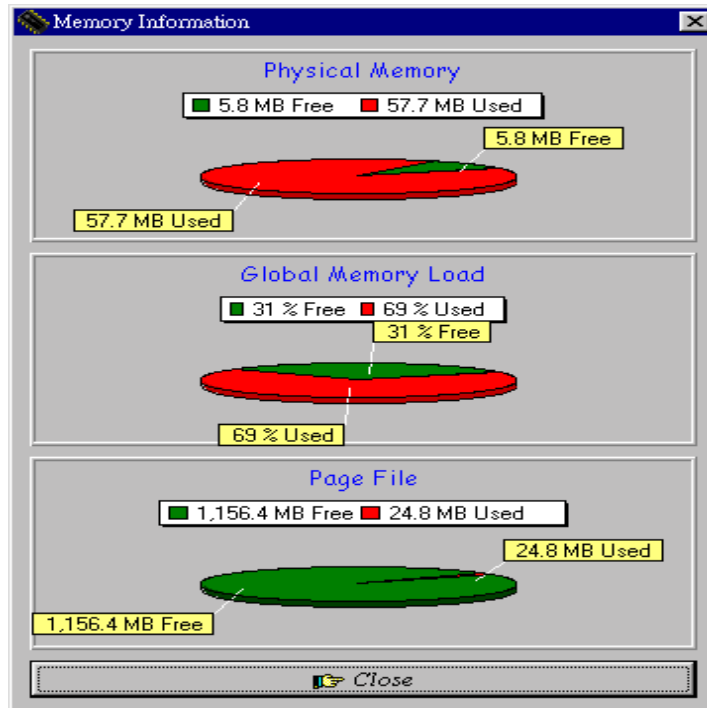 Memory Information
Physical Memory
5.8 MB Free 57.7 MB Used
5.8 MB Free
57.7 MB Used
Global Memory Load
31 % Free 69 % Used
31 % Free
69 % Used
Page File
1,156.4 MB Free 24.8 MB Used
24.8 MB Used
1,156.4 MB Free
Close